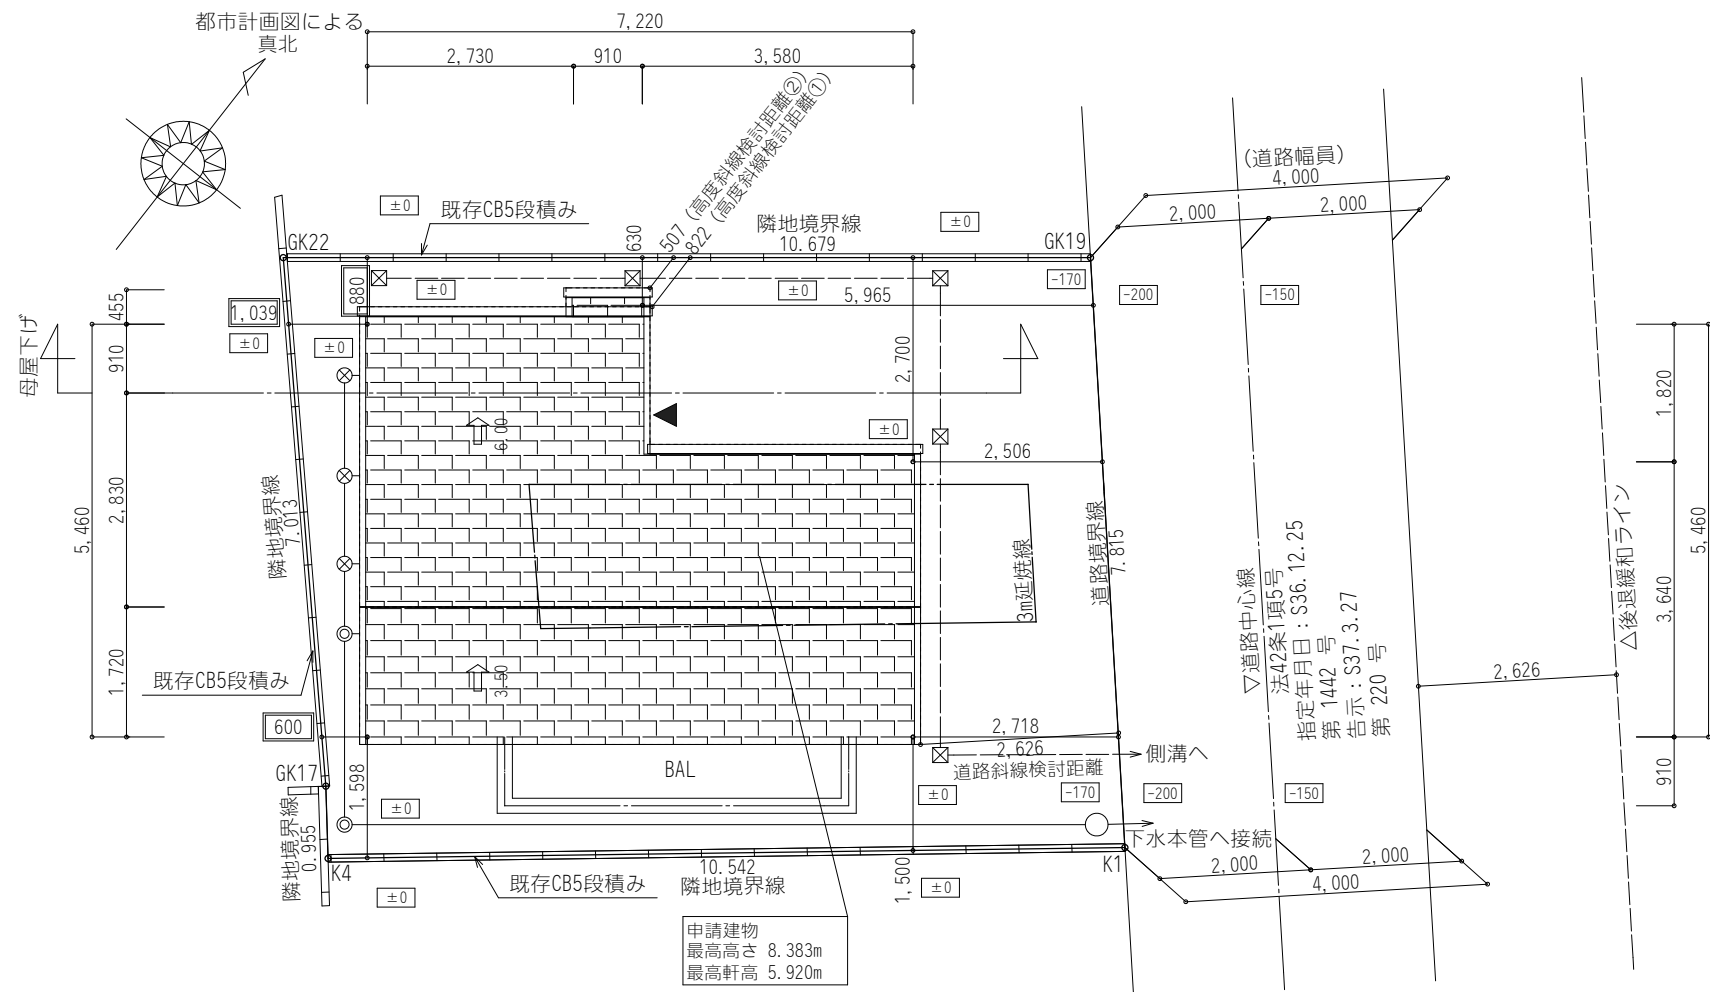 都市計画図による
真北
7,220
2,730
910
3,580
507 (高度斜線検討距離②)
822 (高度斜線検討距離①)
(道路幅員)
4,000
2,000
2,000
±0
既存CB5段積み
隣地境界線
10.679
±0
GK22
630
GK19
880
±0
±0
-170
5,965
-200
-150
1,039
±0
±0
455
910
母屋下げ
2,700
1,820
6.00
±0
2,506
2,830
5,460
隣地境界線
7.013
3m延焼線
道路境界線
7.815
▽道路中心線
法42条1項5号
指定年月日:S36.12.25
第 1442 号
告示:S37.3.27
第 220 号
△後退緩和ライン
5,460
3,640
1,720
既存CB5段積み
3.50
2,626
600
2,718
2,626
道路斜線検討距離
側溝へ
GK17
BAL
1,598
±0
±0
-170
-200
-150
910
隣地境界線
0.955
下水本管へ接続
K4
10.542
隣地境界線
K1
既存CB5段積み
±0
1,500
±0
2,000
2,000
4,000
申請建物
最高高さ 8.383m
最高軒高 5.920m